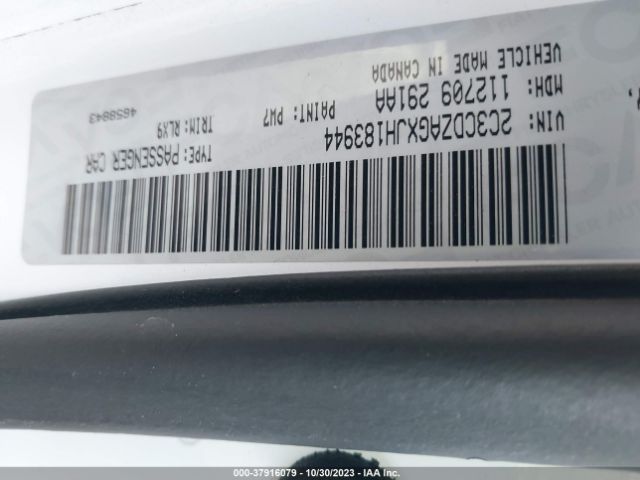 VIN: 2C3CDZAGXJH183944
TYPE: PASSENGER CAR
MDH: 112709 291AA
PAINT: PW7
TRIM: RLX9
VEHICLE MADE IN CANADA
4658843
000-37916079 - 10/30/2023 - IAA Inc.